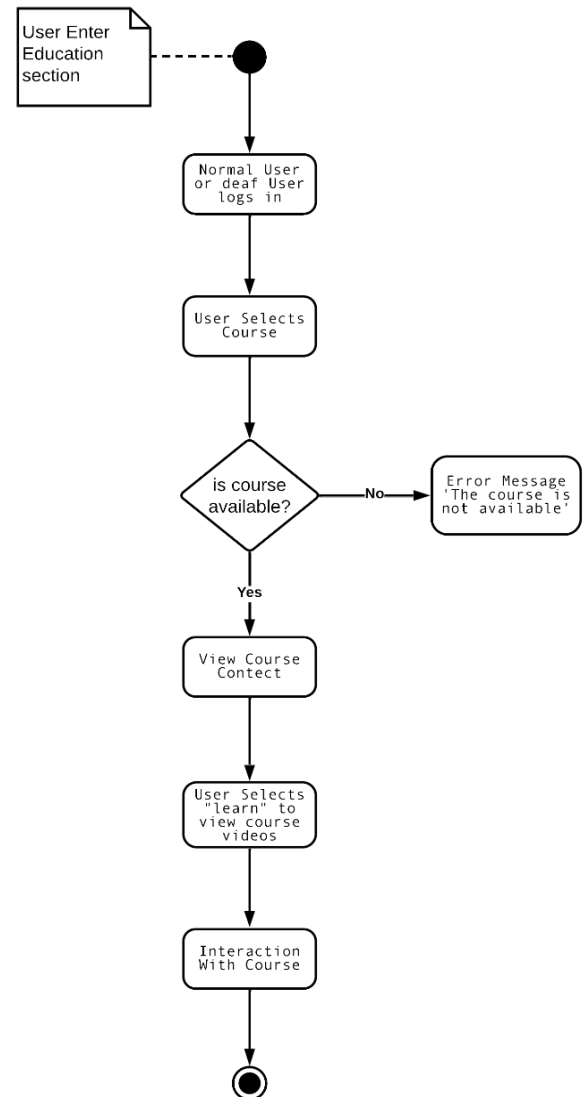 User Enter
Education
section
Normal User
or deaf User
logs in
User Selects
Course
is course
available?
No
Error Message
'The course is
not available'
Yes
View Course
Contect
User Selects
"learn" to
view course
videos
Interaction
With Course